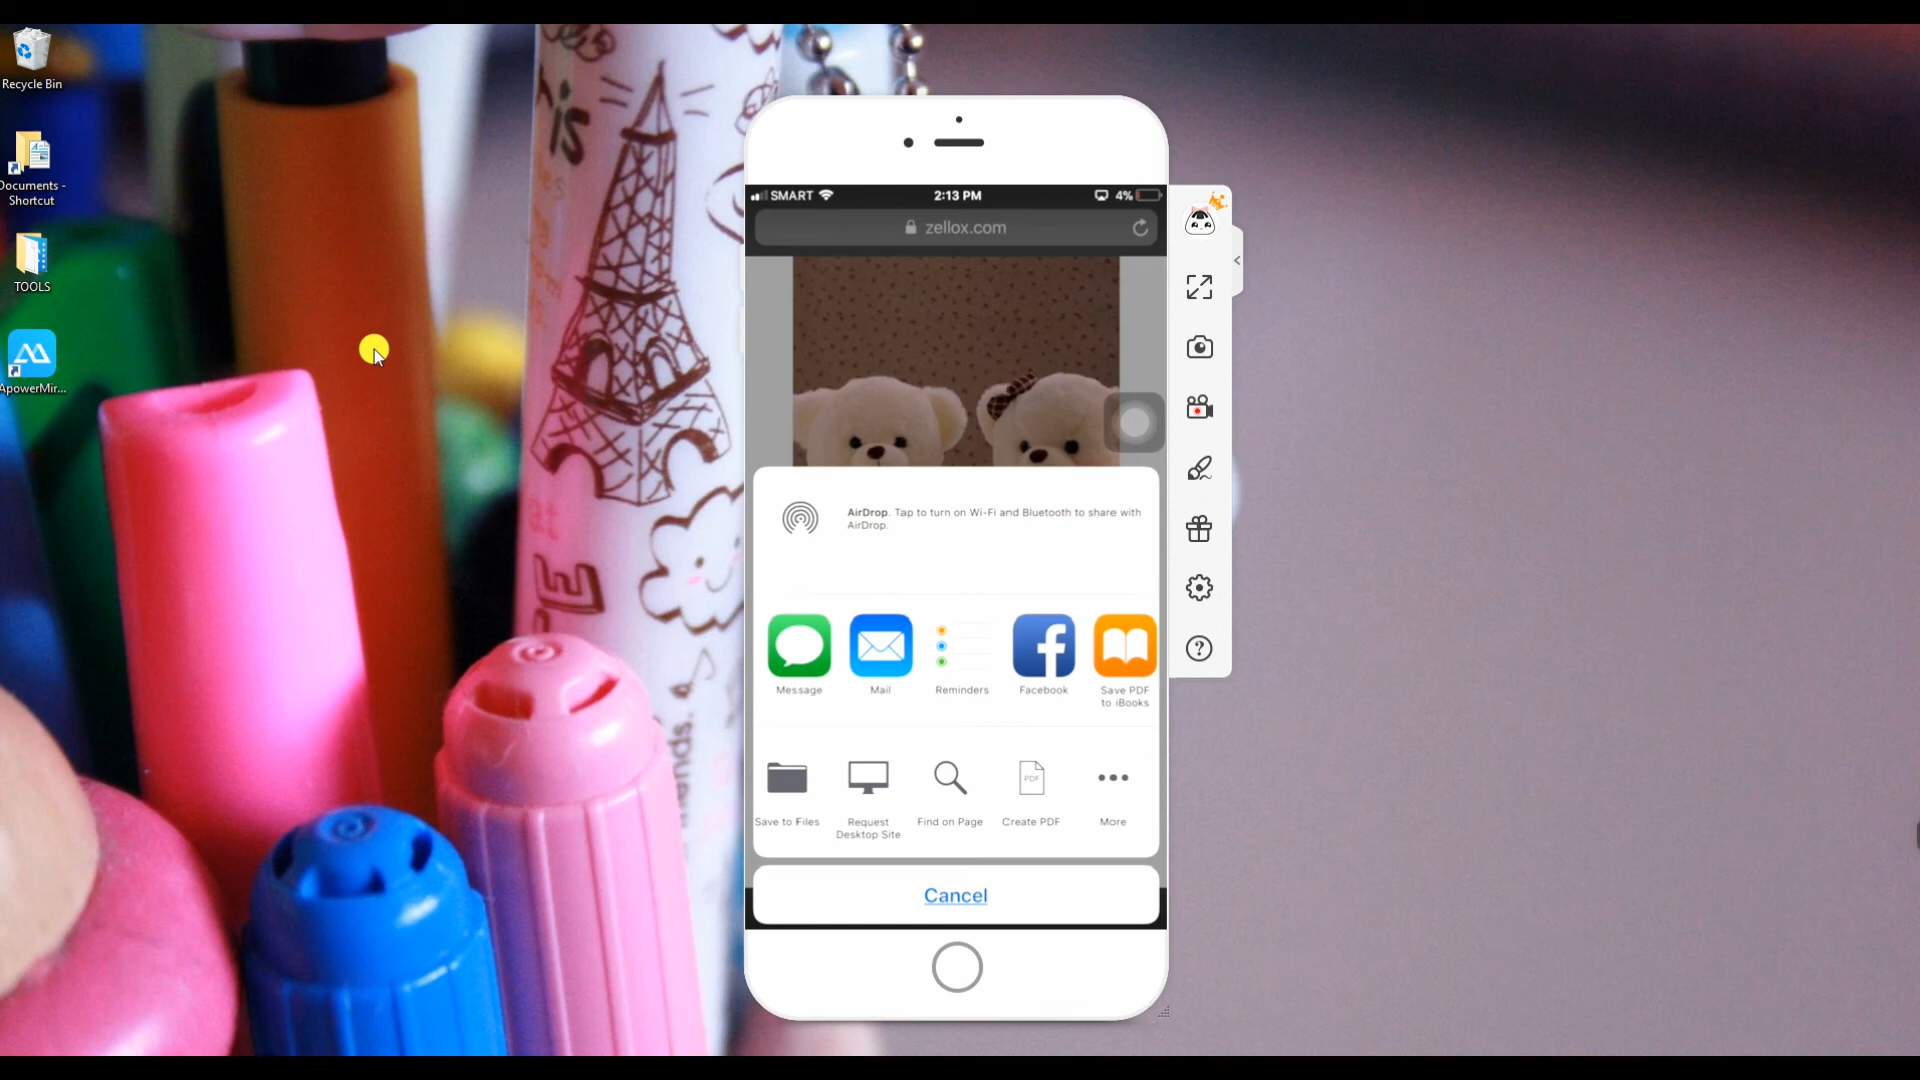 Recycle Bin
Documents -
Shortcut
TOOLS
ApowerMir...
SMART
2:13 PM
4%
zellox.com
AirDrop. Tap to turn on Wi-Fi and Bluetooth to share with
AirDrop.
Message
Mail
Reminders
Facebook
Save PDF
to iBooks
Save to Files
Request
Desktop Site
Find on Page
PDF
Create PDF
More
Cancel